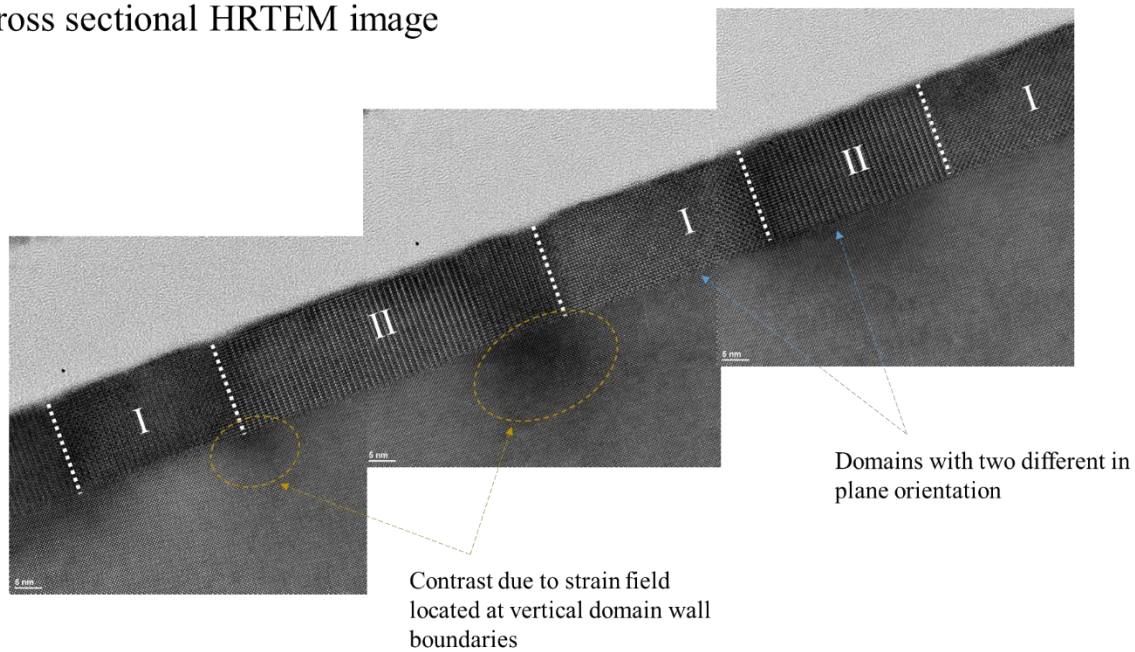 ross sectional HRTEM image
I
II
I
II
I
5 nm
5 nm
5 nm
Domains with two different in
plane orientation
Contrast due to strain field
located at vertical domain wall
boundaries